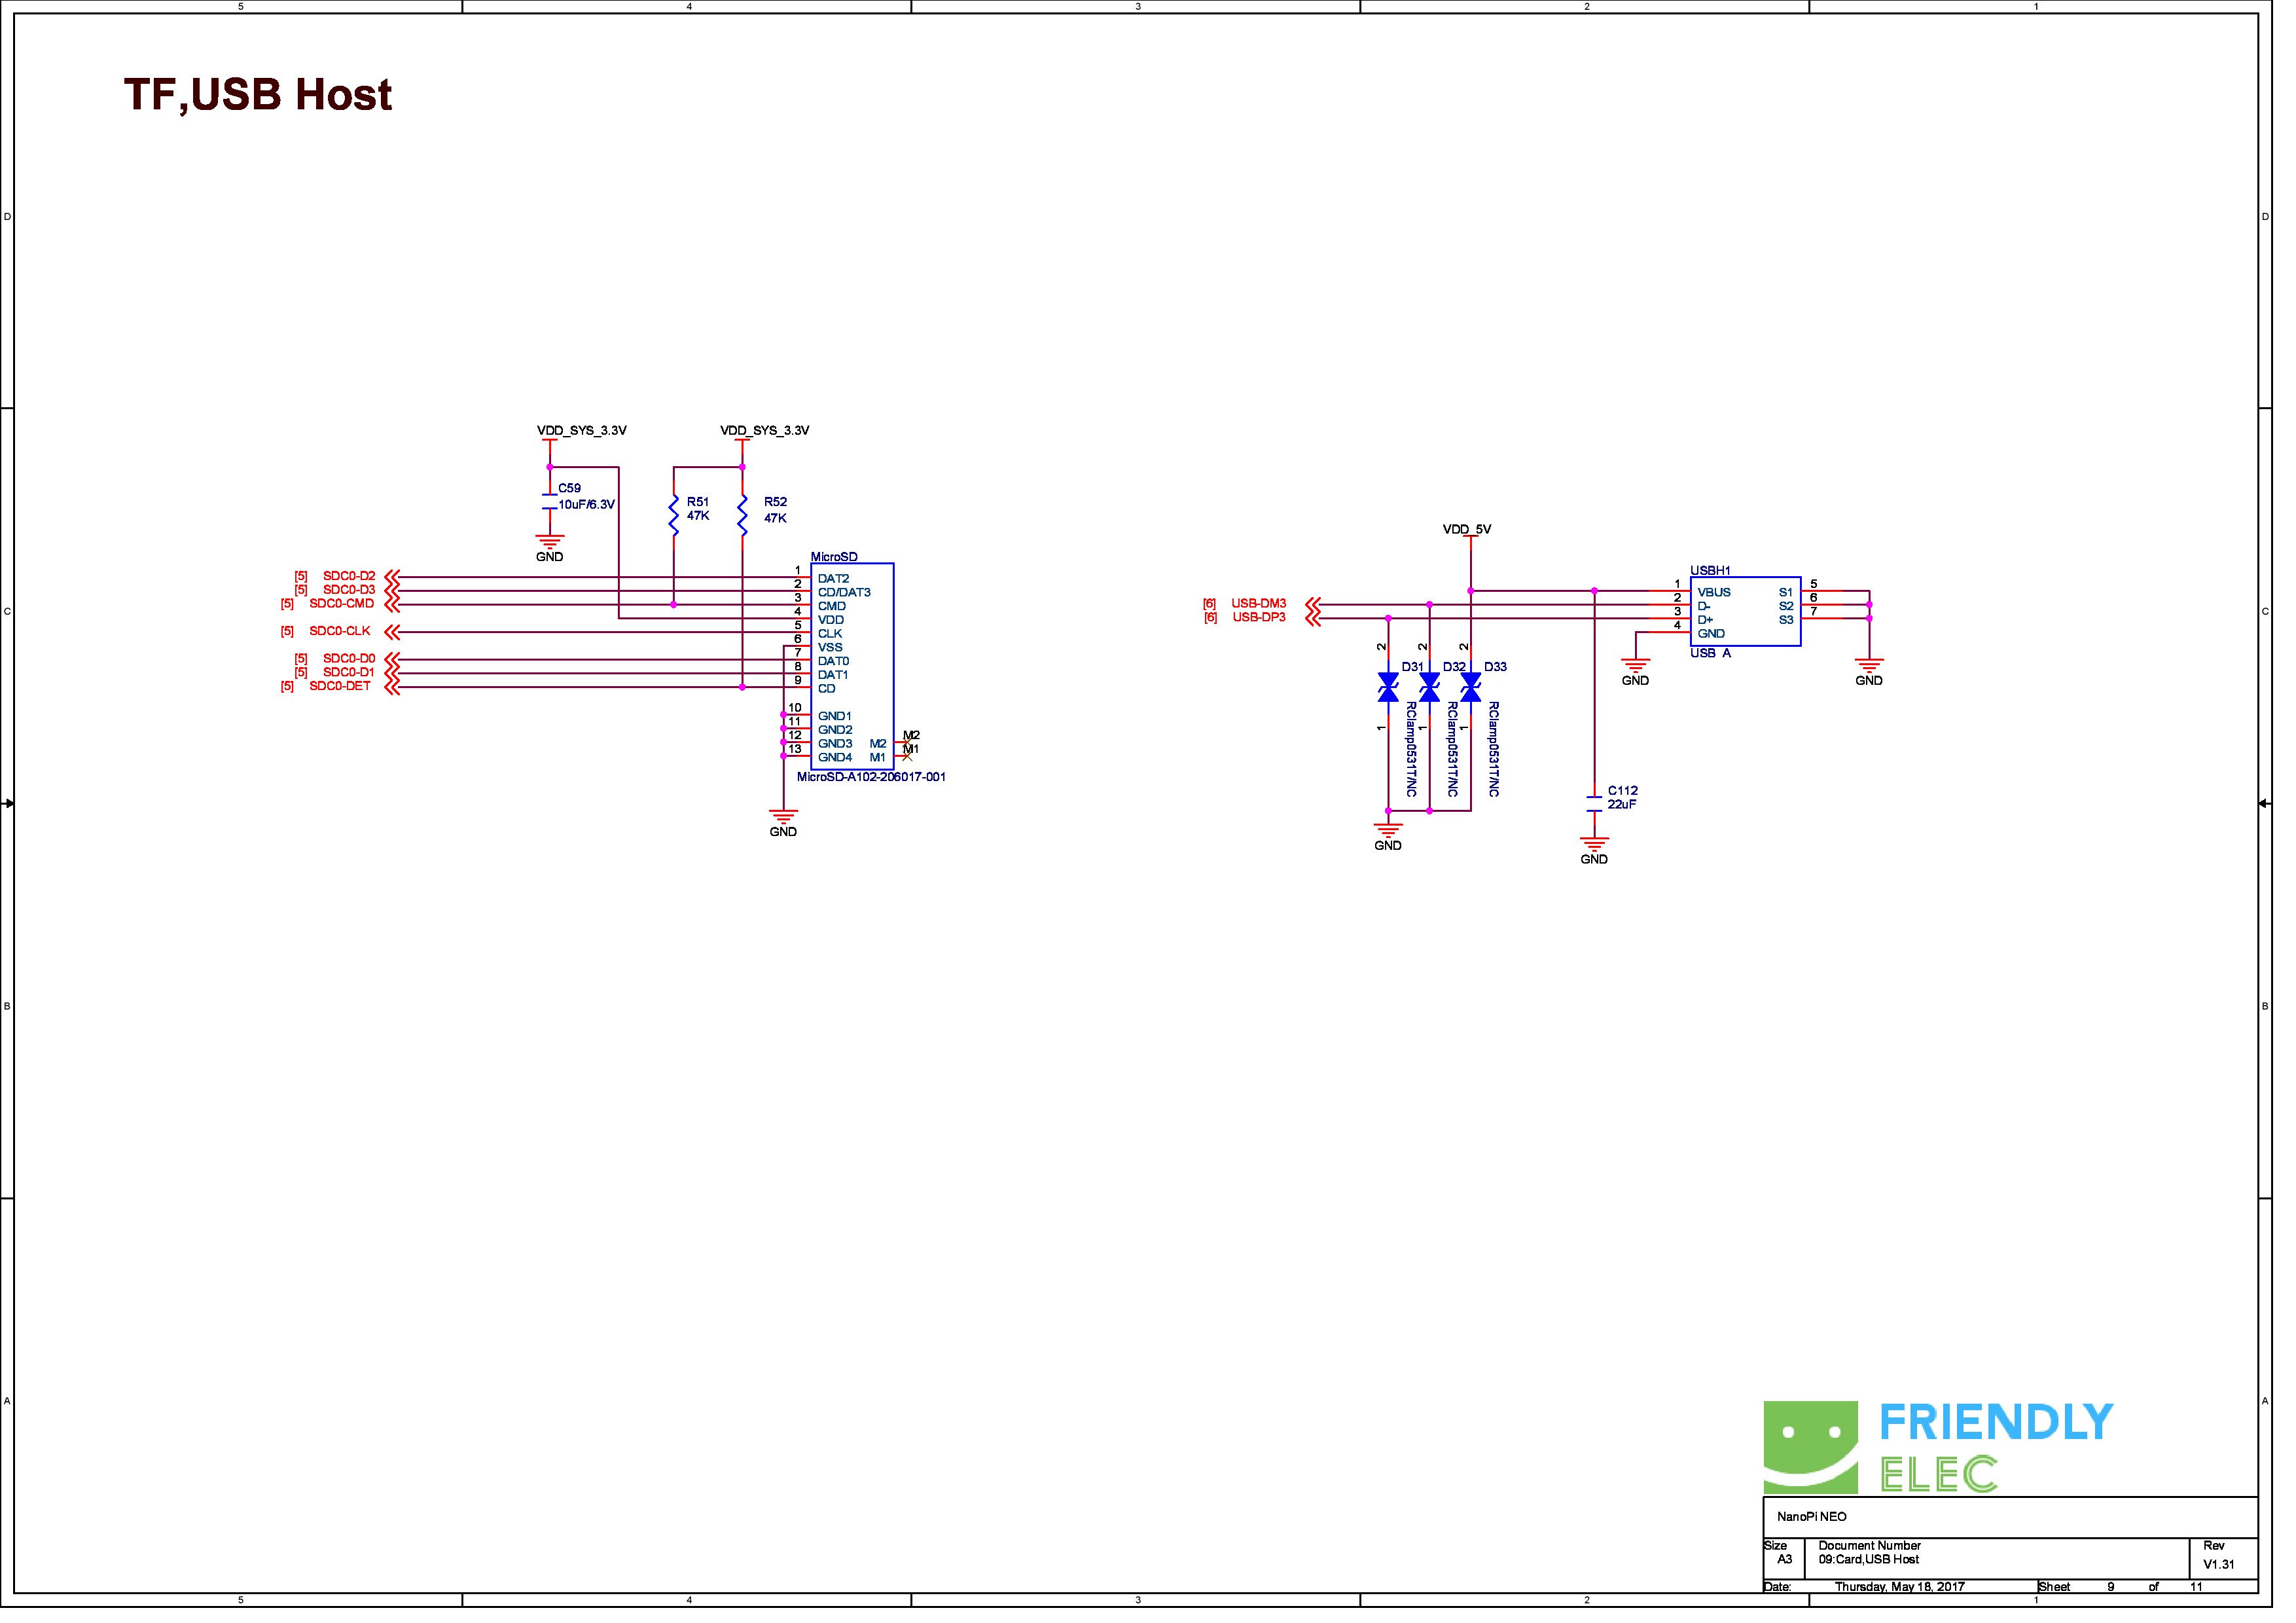 5 4 3 2 1
TF,USB Host
D D
VDD_SYS_3.3V VDD_SYS_3.3V
C59
10uF/6.3V
GND
R51
47K
R52
47K
VDD_5V
MicroSD
[5] SDC0-D2 1 DAT2
[5] SDC0-D3 2 CD/DAT3
[5] SDC0-CMD 3 CMD
4 VDD
[5] SDC0-CLK 5 CLK
6 VSS
[5] SDC0-D0 7 DAT0
[5] SDC0-D1 8 DAT1
[5] SDC0-DET 9 CD
10 GND1
11 GND2
12 GND3 M2 M2
13 GND4 M1 M1
MicroSD-A102-206017-001
GND
C C
USBH1
1 VBUS S1 5
[6] USB-DM3 2 D- S2 6
[6] USB-DP3 3 D+ S3 7
4 GND
USB A
GND GND
2 2 2
D31 D32 D33
RClamp0531T/NC RClamp0531T/NC RClamp0531T/NC
1 1 1
GND
C112
22uF
GND
B B
A A
FRIENDLY
ELEC
NanoPi NEO
Size Document Number Rev
A3 09:Card,USB Host V1.31
Date: Thursday, May 18, 2017 Sheet 9 of 11
5 4 3 2 1